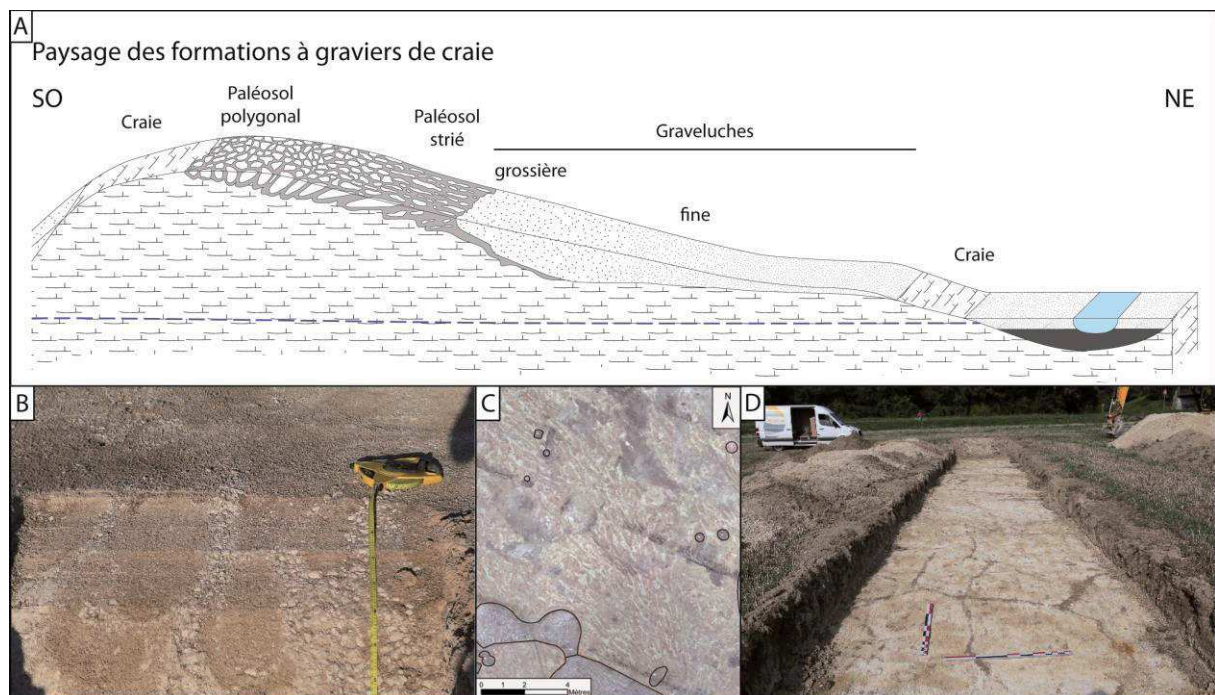 A
Paysage des formations à graviers de craie
SO
NE
Craie
Paléosol
polygonal
Paléosol
strié
Graveluches
grossière
fine
Craie
B
C
N
0 1 2 4
Mètres
D